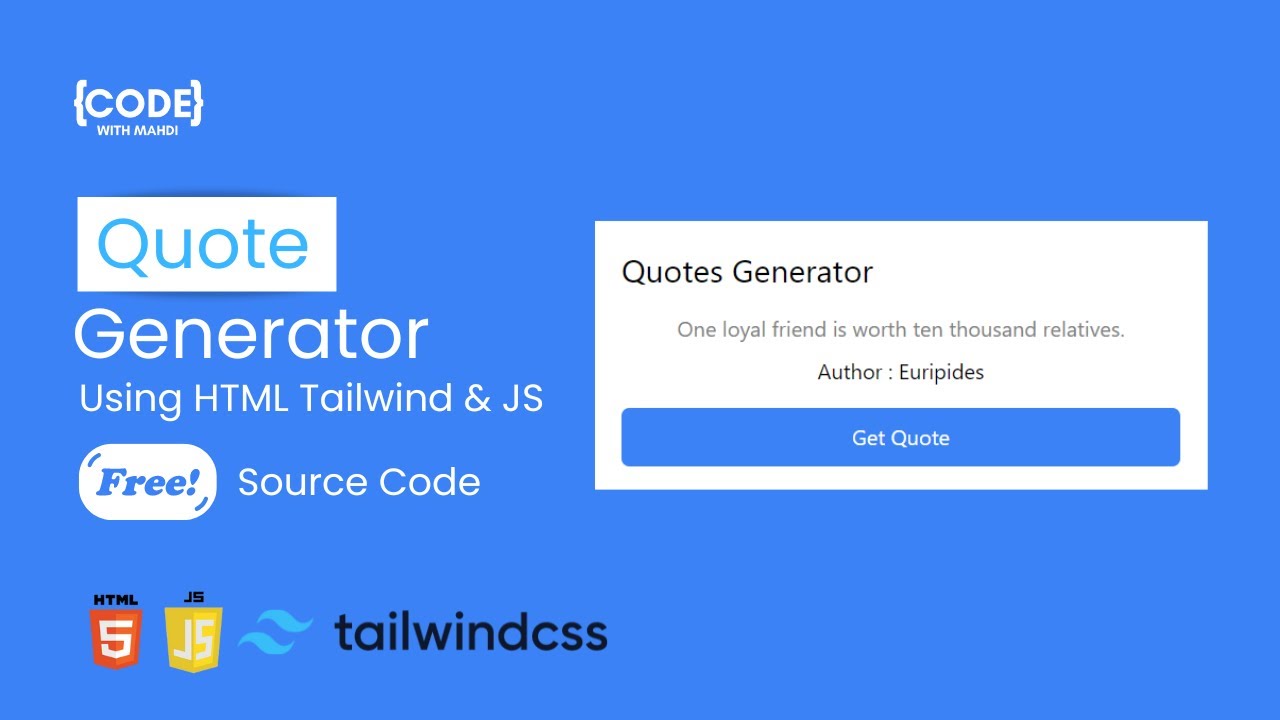 {CODE}
WITH MAHDI
Quote
Generator
Using HTML Tailwind & JS
Free!
Source Code
Quotes Generator
One loyal friend is worth ten thousand relatives.
Author : Euripides
Get Quote
HTML
5
JS
JS
tailwindcss